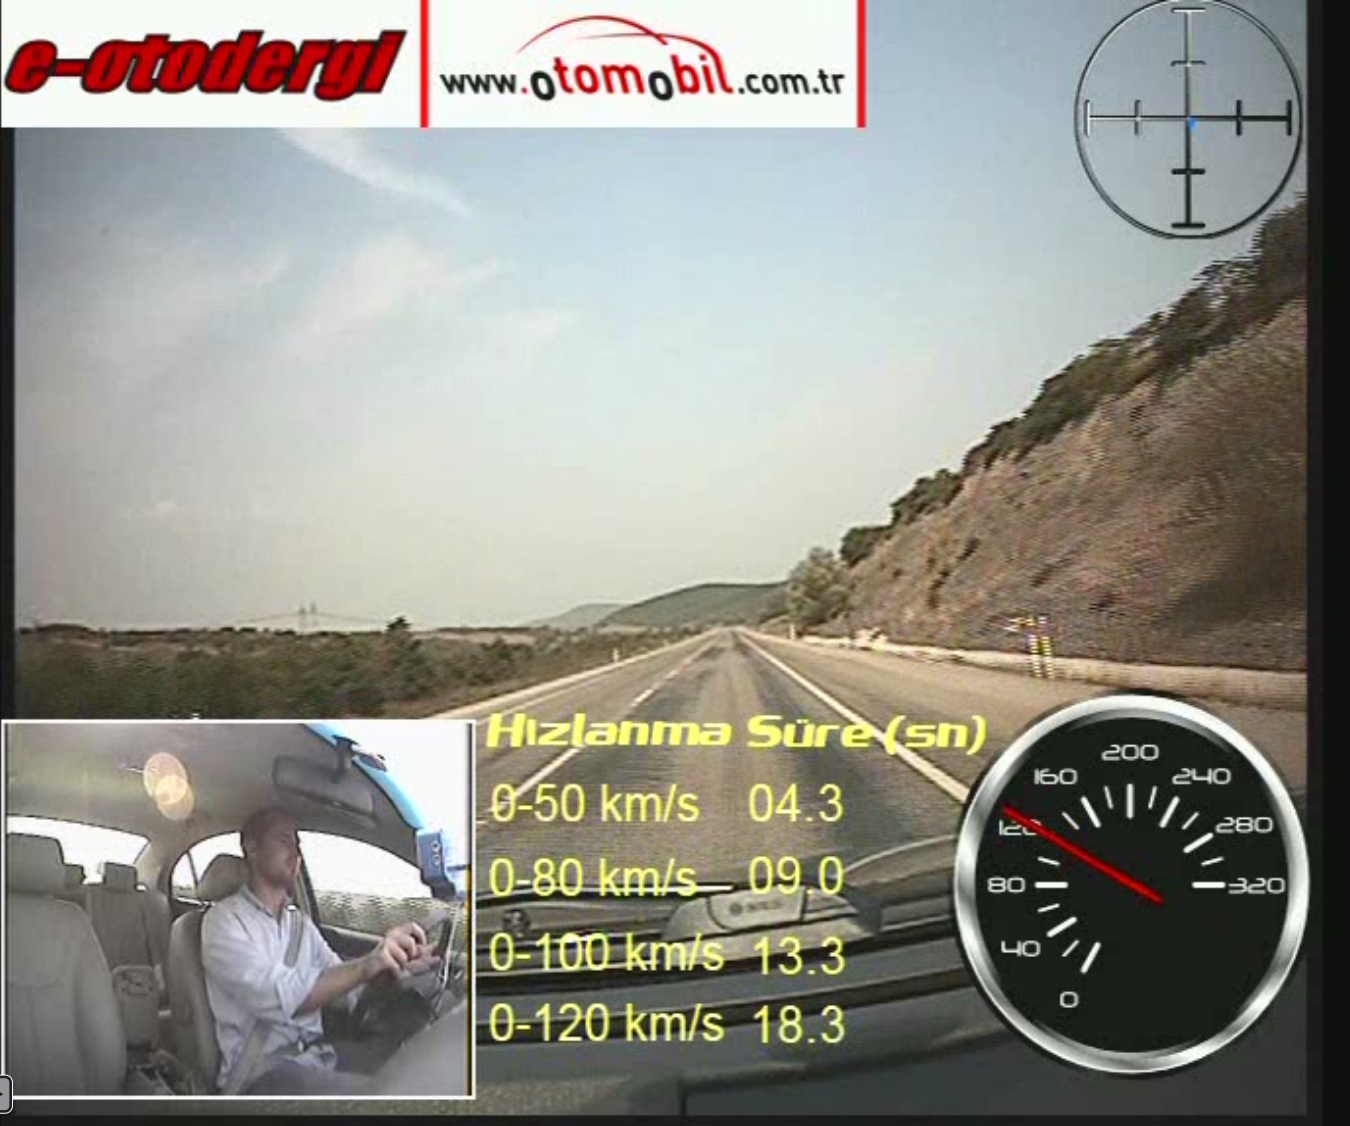 e-otodergi
www.otomobil.com.tr
Hızlanma Süre (sn)
0-50 km/s 04.3
0-80 km/s 09.0
0-100 km/s 13.3
0-120 km/s 18.3
200
160 240
120 280
80 320
40
0